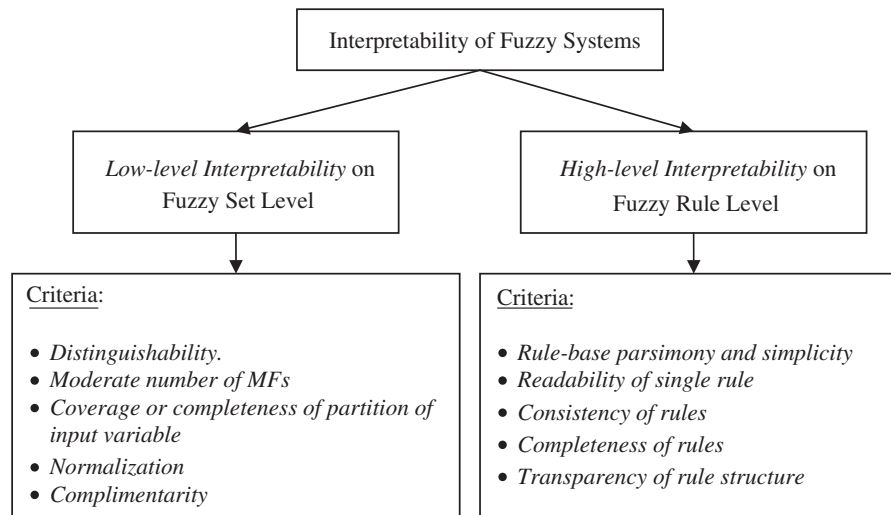 Interpretability of Fuzzy Systems
Low-level Interpretability on
Fuzzy Set Level
High-level Interpretability on
Fuzzy Rule Level
Criteria:
• Distinguishability.
• Moderate number of MFs
• Coverage or completeness of partition of
input variable
• Normalization
• Complimentarity
Criteria:
• Rule-base parsimony and simplicity
• Readability of single rule
• Consistency of rules
• Completeness of rules
• Transparency of rule structure